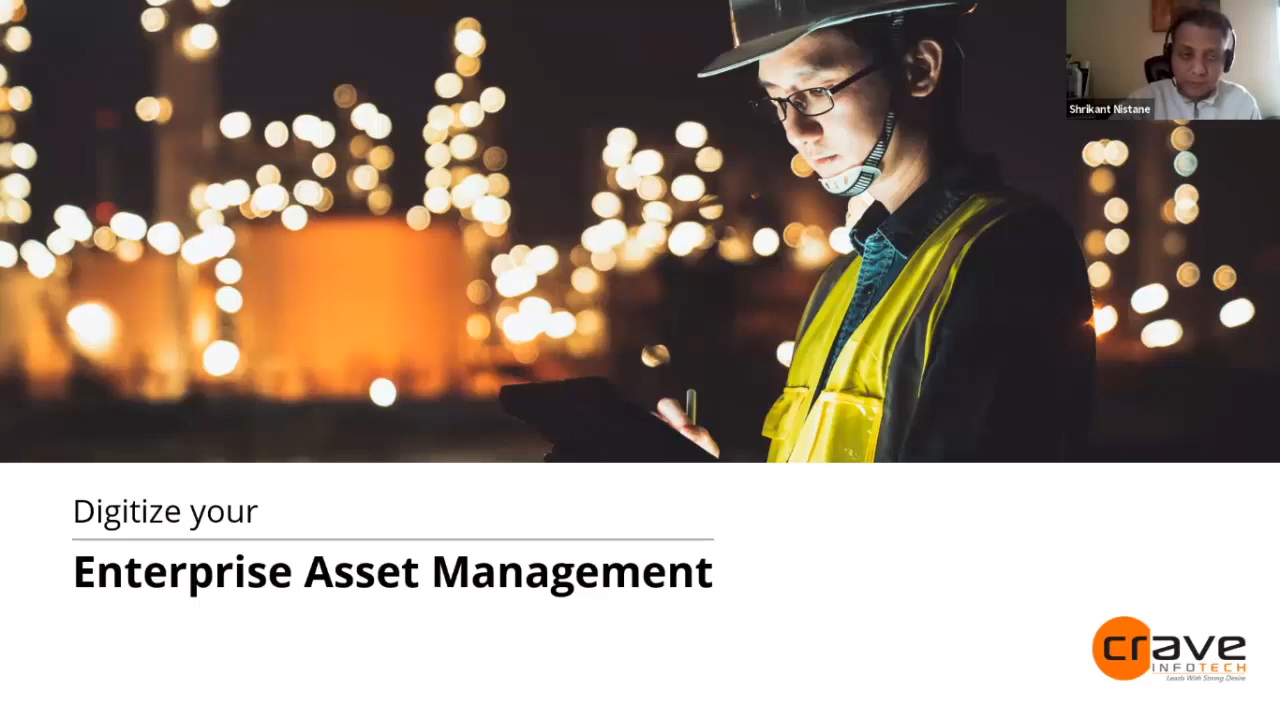 Shrikant Nistane
Digitize your
Enterprise Asset Management
crave
INFOTECH
Leads With Strong Desire